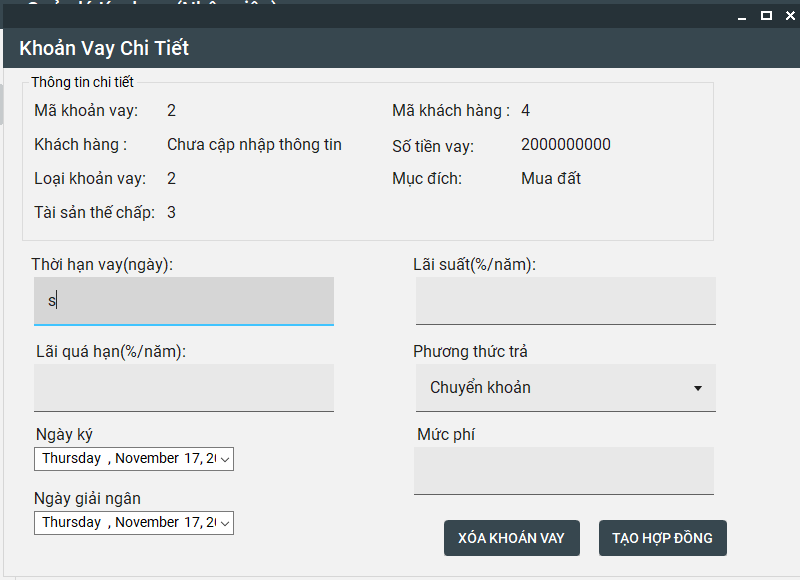 Khoản Vay Chi Tiết
Thông tin chi tiết
Mã khoản vay: 2
Mã khách hàng : 4
Khách hàng : Chưa cập nhập thông tin
Số tiền vay: 2000000000
Loại khoản vay: 2
Mục đích: Mua đất
Tài sản thế chấp: 3
Thời hạn vay(ngày):
Lãi suất(%/năm):
s
Lãi quá hạn(%/năm):
Phương thức trả
Chuyển khoản
Ngày ký
Mức phí
Thursday , November 17, 2
Ngày giải ngân
Thursday , November 17, 2
XÓA KHOẢN VAY
TẠO HỢP ĐỒNG